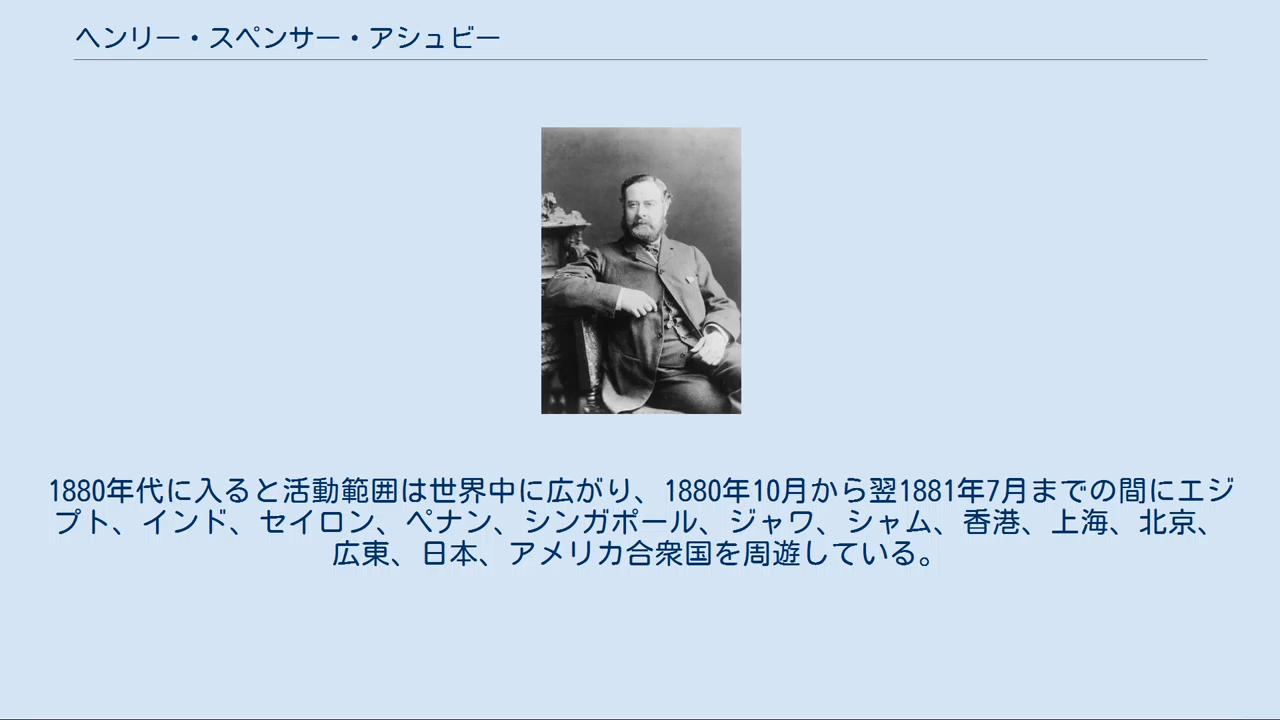 ヘンリー・スペンサー・アシュビー
1880年代に入ると活動範囲は世界中に広がり、1880年10月から翌1881年7月までの間にエジ
プト、インド、セイロン、ペナン、シンガポール、ジャワ、シャム、香港、上海、北京、
広東、日本、アメリカ合衆国を周遊している。